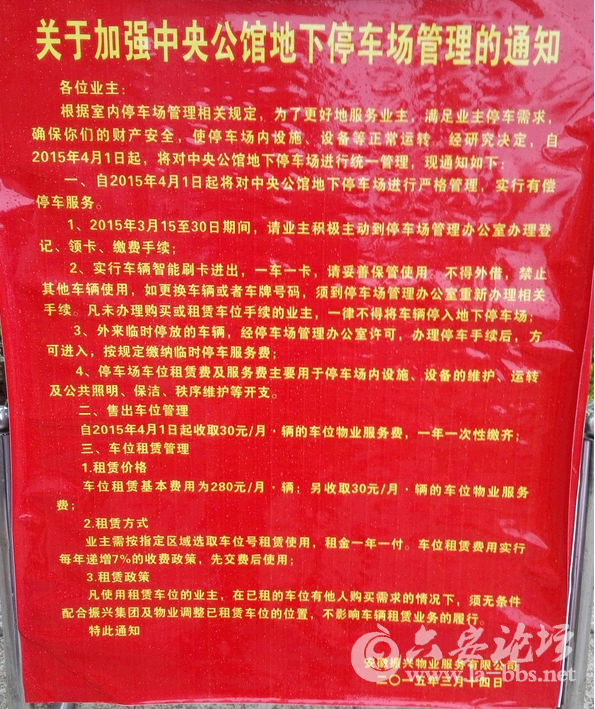 关于加强中央公馆地下停车场管理的通知
各位业主：
根据室内停车场管理相关规定，为了更好地服务业主，满足业主停车需求，
确保你们的财产安全，使停车场内设施、设备等正常运转。经研究决定，自
2015年4月1日起，将对中央公馆地下停车场进行统一管理，现通知如下：
一、自2015年4月1日起将对中央公馆地下停车场进行严格管理，实行有偿
停车服务。
1、2015年3月15至30日期间，请业主积极主动到停车场管理办公室办理登
记、领卡、缴费手续；
2、实行车辆智能刷卡进出，一车一卡，请妥善保管使用。不得外借，禁止
其他车辆使用，如更换车辆或者车牌号码，须到停车场管理办公室重新办理相关
手续。凡未办理购买或租赁车位手续的业主，一律不得将车辆停入地下停车场；
3、外来临时停放的车辆，经停车场管理办公室许可，办理停车手续后，方
可进入，按规定缴纳临时停车服务费；
4、停车场车位租赁费及服务费主要用于停车场内设施、设备的维护、运转
及公共照明、保洁、秩序维护等开支。
二、售出车位管理
自2015年4月1日起收取30元/月·辆的车位物业服务费，一年一次性缴齐；
三、车位租赁管理
1.租赁价格
车位租赁基本费用为280元/月·辆；另收取30元/月·辆的车位物业服务
费；
2.租赁方式
业主需按指定区域选取车位号租赁使用，租金一年一付。车位租赁费用实行
每年递增7%的收费政策，先交费后使用；
3.租赁政策
凡使用租赁车位的业主，在已租的车位有他人购买需求的情况下，须无条件
配合振兴集团及物业调整已租赁车位的位置，不影响车辆租赁业务的履行。
特此通知
安徽振兴物业服务有限公司
二〇一五年三月十四日
六安论坛
www.la-bbs.net